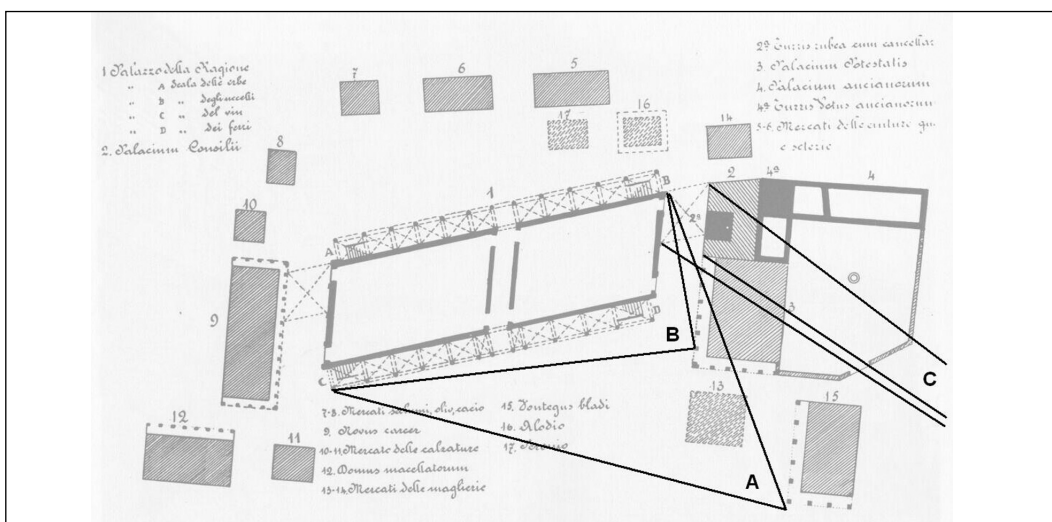 1 Palazzo della Ragione
" A Scala delle erbe
" B " degli uccelli
" C " del vin
" D " dei ferri
2. Palacium Consilii
2ª Turris rubea cum cancellar
3. Palacium Potestatis
4. Palacium ancianorum
4ª Turris ancianorum
5-6. Mercati delle
e selerie
7
6
5
17
16
14
8
10
9
12
11
1
A
B
C
D
2
2ª
4ª
4
3
13
15
B
A
C
7-8. Mercati salumi, olio, cacio
9. Novus carcer
10-11. Mercato delle calzature
12. Domus macellatorum
13-14. Mercati delle maglierie
15. Fontegus bladi
16. Alodio
17.